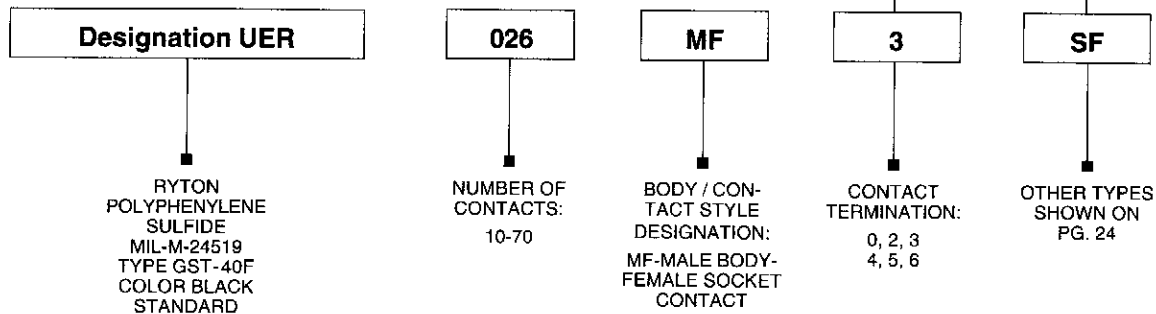 Designation UER
026
MF
3
SF
RYTON
POLYPHENYLENE
SULFIDE
MIL-M-24519
TYPE GST-40F
COLOR BLACK
STANDARD
NUMBER OF
CONTACTS:
10-70
BODY / CON-
TACT STYLE
DESIGNATION:
MF-MALE BODY-
FEMALE SOCKET
CONTACT
CONTACT
TERMINATION:
0, 2, 3
4, 5, 6
OTHER TYPES
SHOWN ON
PG. 24